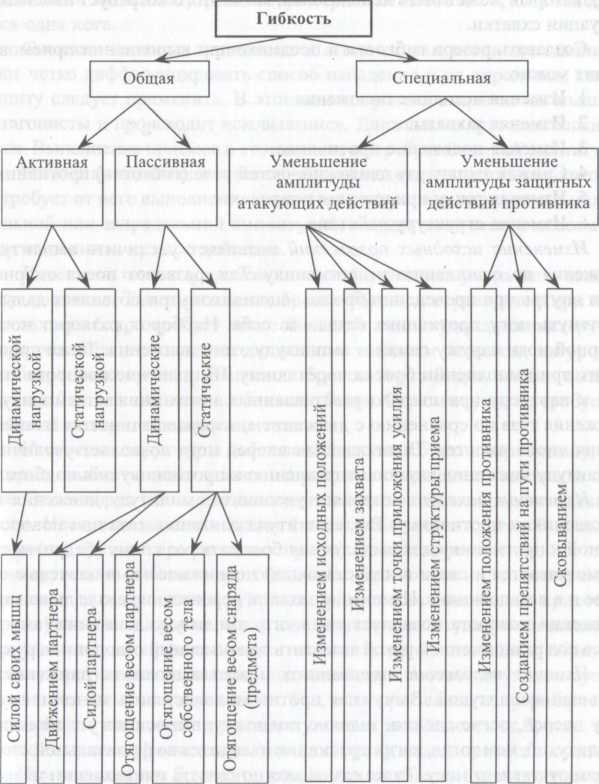 Гибкость
Общая
Специальная
Активная
Пассивная
Уменьшение
амплитуды
атакующих действий
Уменьшение
амплитуды защитных
действий противника
Динамической
нагрузкой
Статической
нагрузкой
Динамические
Статические
Изменением исходных положений
Изменением захвата
Изменением точки приложения усилия
Изменением структуры приема
Изменением положения противника
Созданием препятствий на пути противника
Сковыванием
Силой своих мышц
Движением партнера
Силой партнера
Отягощение весом партнера
Отягощение весом
собственного тела
Отягощение весом снаряда
(предмета)